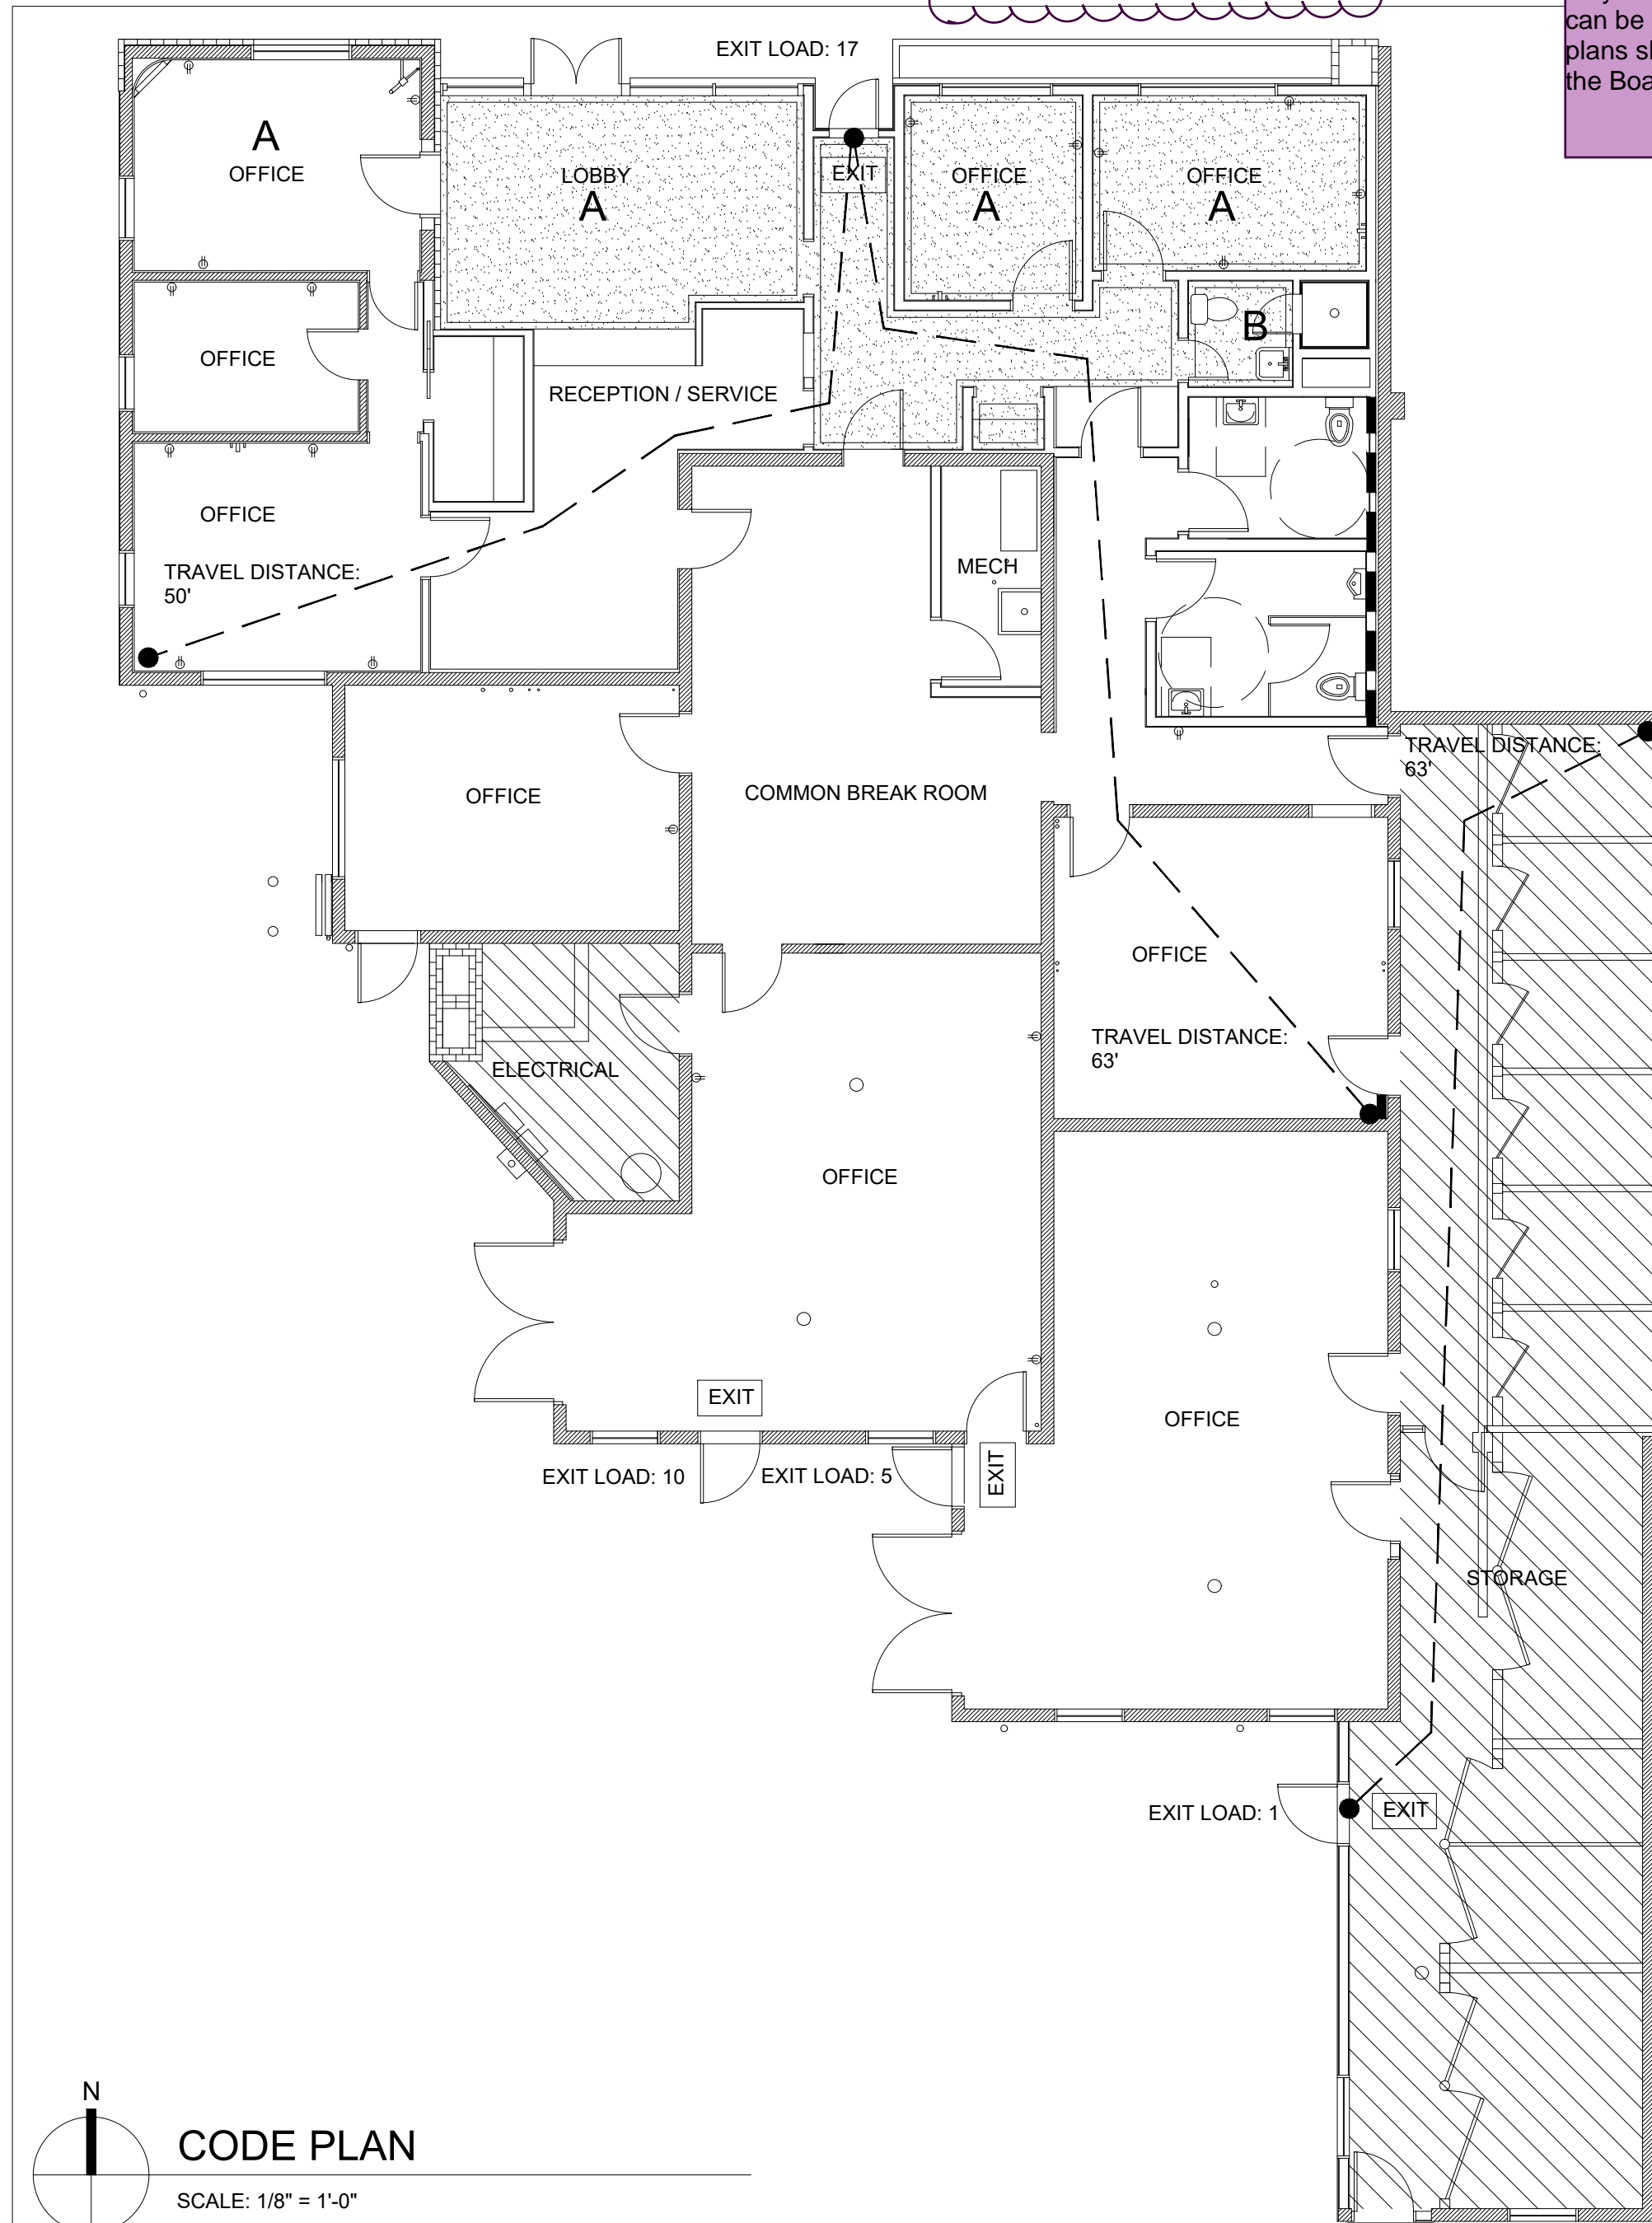 can be
plans sl
the Boa
EXIT LOAD: 17
A
OFFICE
LOBBY
A
EXIT
OFFICE
A
OFFICE
A
B
OFFICE
RECEPTION / SERVICE
OFFICE
TRAVEL DISTANCE:
50'
MECH
TRAVEL DISTANCE:
63'
OFFICE
COMMON BREAK ROOM
OFFICE
TRAVEL DISTANCE:
63'
ELECTRICAL
OFFICE
EXIT
OFFICE
EXIT LOAD: 10
EXIT LOAD: 5
EXIT
STORAGE
EXIT LOAD: 1
EXIT
N
CODE PLAN
SCALE: 1/8" = 1'-0"